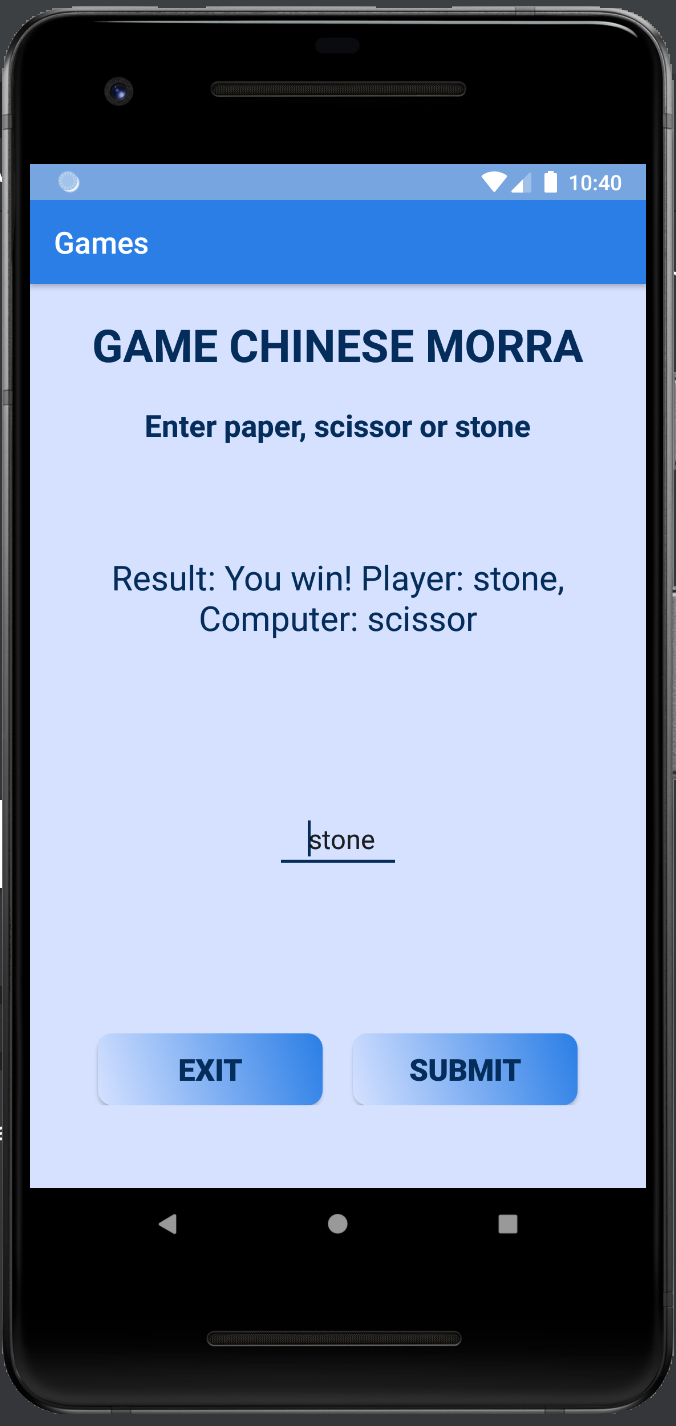 10:40
Games
GAME CHINESE MORRA
Enter paper, scissor or stone
Result: You win! Player: stone,
Computer: scissor
stone
EXIT
SUBMIT